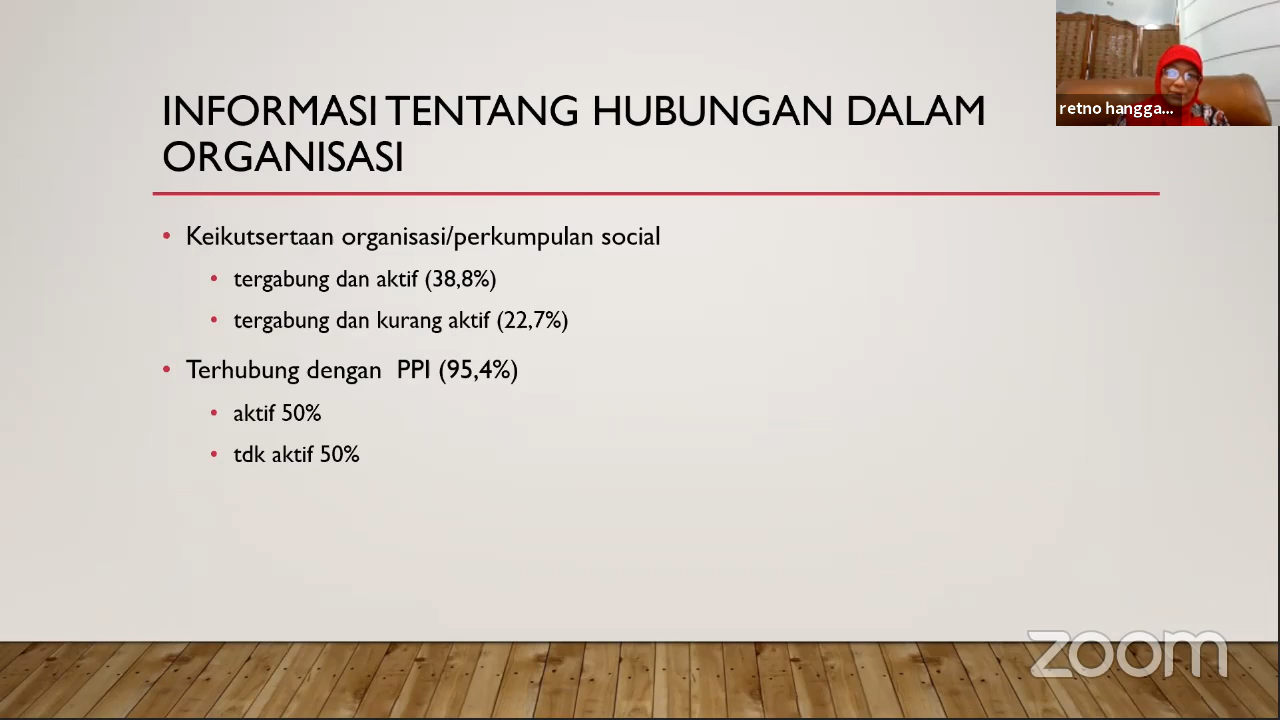 INFORMASI TENTANG HUBUNGAN DALAM
ORGANISASI
retno hangga...
• Keikutsertaan organisasi/perkumpulan social
• tergabung dan aktif (38,8%)
• tergabung dan kurang aktif (22,7%)
• Terhubung dengan PPI (95,4%)
• aktif 50%
• tdk aktif 50%
zoom